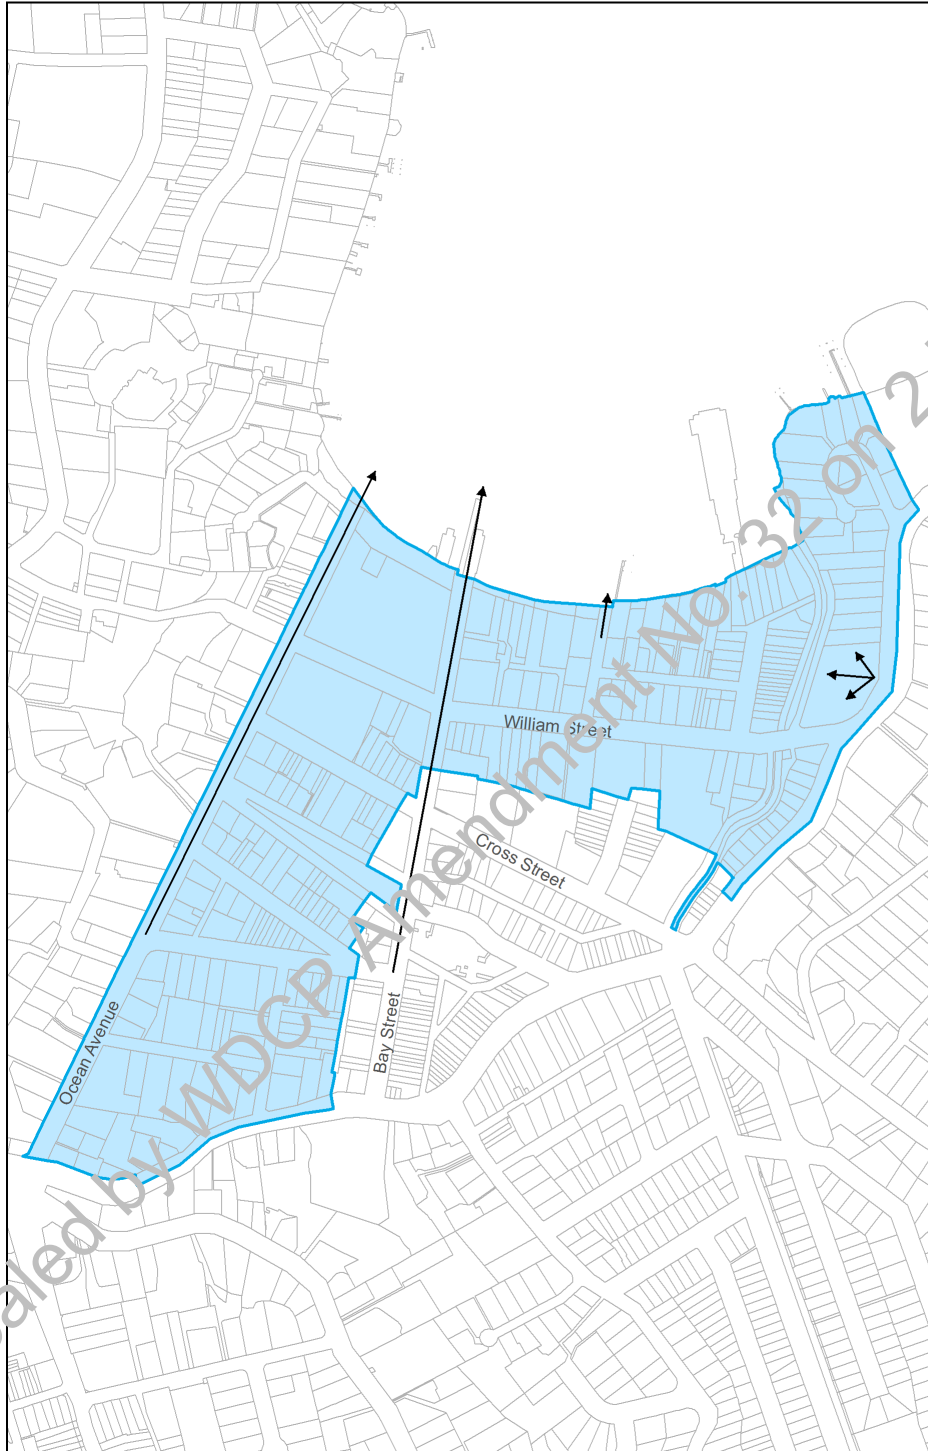 William Street
Cross Street
Ocean Avenue
Bay Street
aled by WDCP Amendment No. 32 on 2